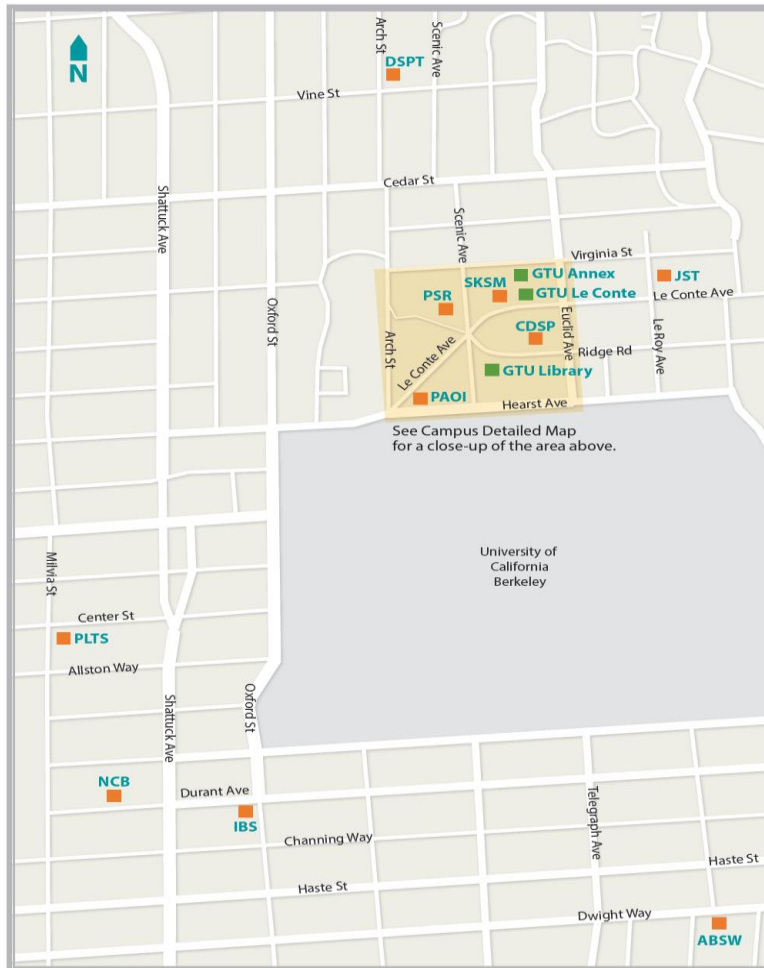 N
Arch St
Scenic Ave
DSPT
Vine St
Shattuck Ave
Cedar St
Scenic Ave
Virginia St
GTU Annex
SKSM
GTU Le Conte
JST
Le Conte Ave
PSR
Oxford St
Arch St
Le Conte Ave
CDSP
Euclid Ave
Ridge Rd
Le Roy Ave
GTU Library
PAOI
Hearst Ave
See Campus Detailed Map
for a close-up of the area above.
University of
California
Berkeley
Milvia St
Center St
PLTS
Allston Way
Shattuck Ave
Oxford St
NCB
Durant Ave
IBS
Channing Way
Telegraph Ave
Haste St
Haste St
Dwight Way
ABSW